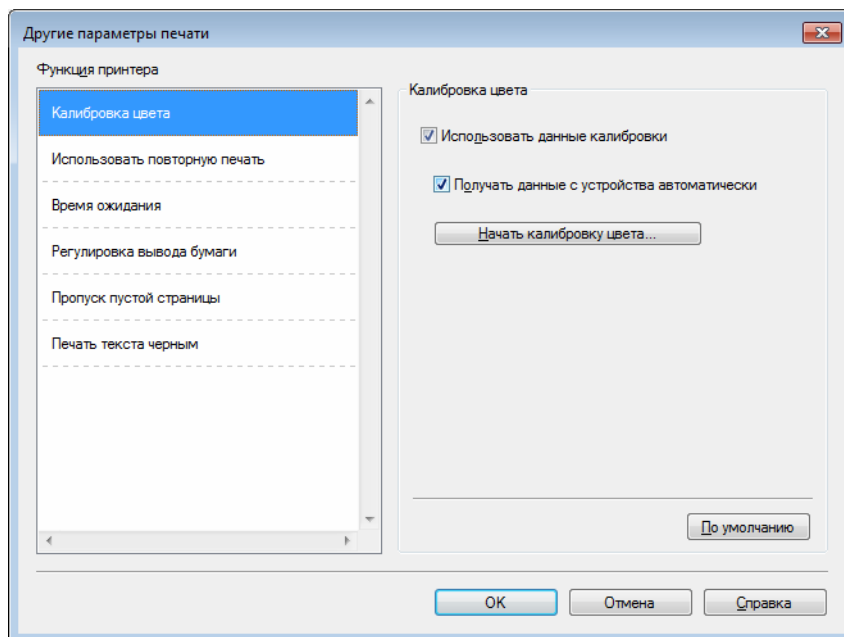 Другие параметры печати
Функция принтера
Калибровка цвета
Использовать повторную печать
Время ожидания
Регулировка вывода бумаги
Пропуск пустой страницы
Печать текста черным
Калибровка цвета
Использовать данные калибровки
Получать данные с устройства автоматически
Начать калибровку цвета...
По умолчанию
OK
Отмена
Справка